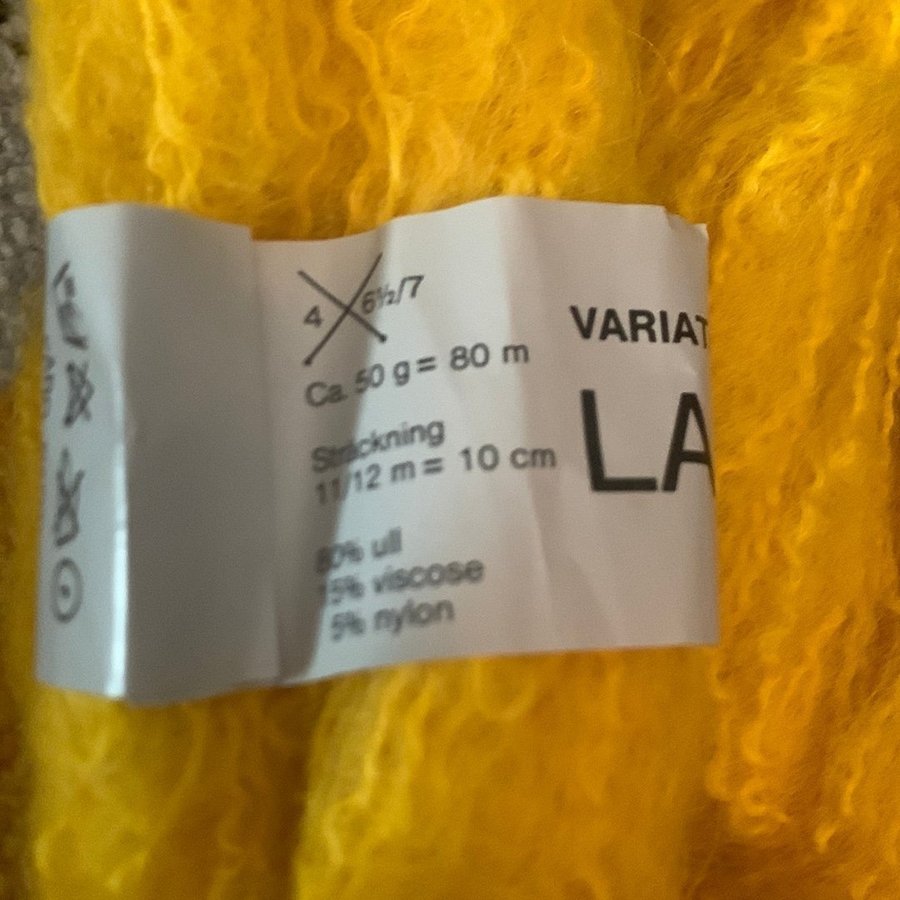 4 6½/7
Ca. 50 g = 80 m
Stickning
11/12 m = 10 cm
80% ull
15% viscose
5% nylon
VARIAT
LA